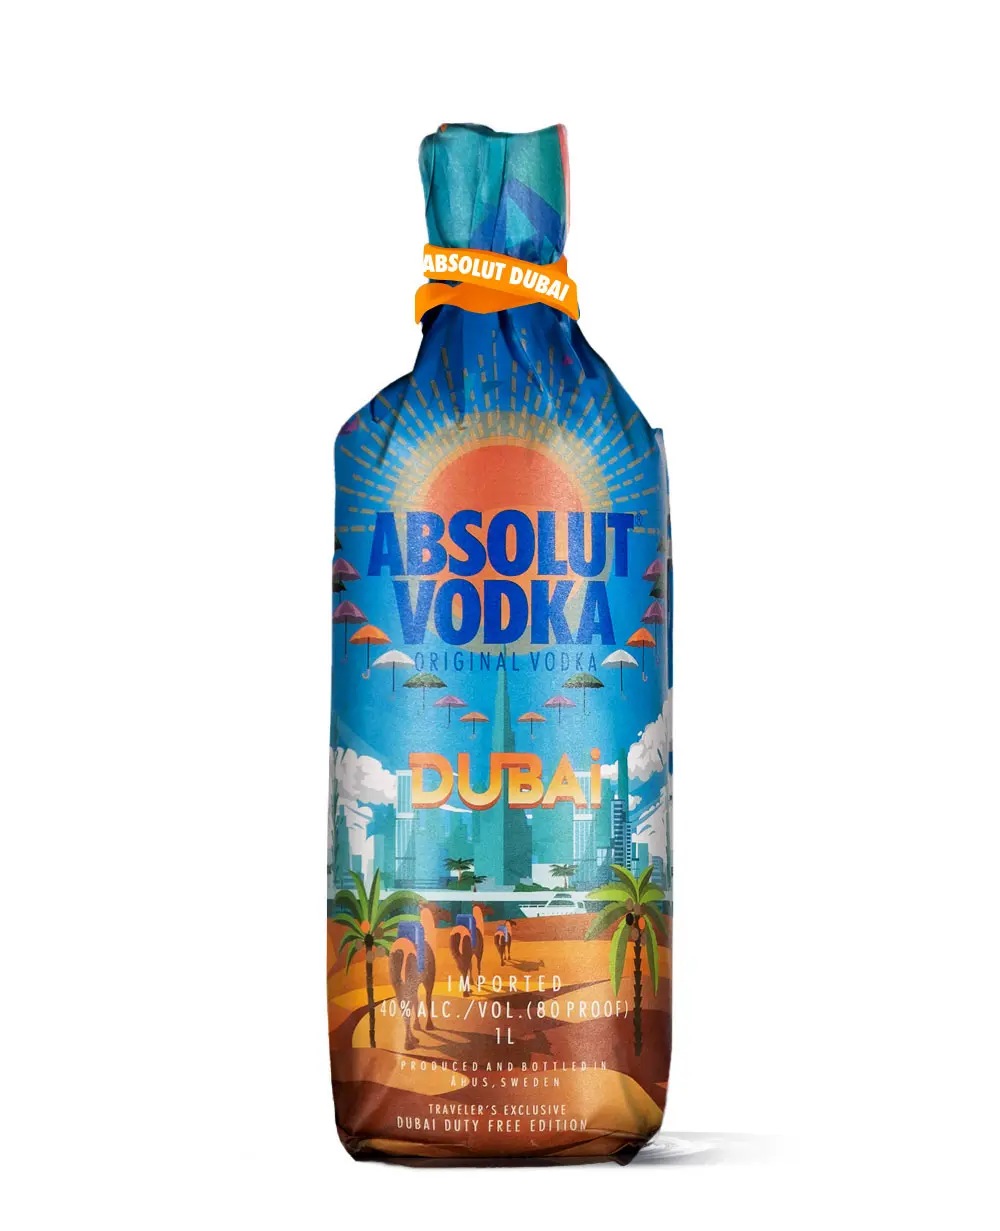 ABSOLUT DUBAI
ABSOLUT®
VODKA
ORIGINAL VODKA
DUBAi
IMPORTED
40% ALC./VOL. (80 PROOF)
1L
PRODUCED AND BOTTLED IN
ÅHUS, SWEDEN
TRAVELER'S EXCLUSIVE
DUBAI DUTY FREE EDITION